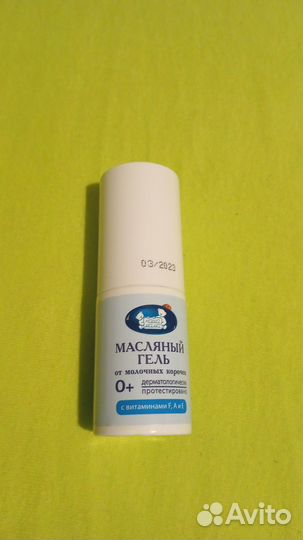 03/2023
МАСЛЯНЫЙ
ГЕЛЬ
от молочных корочек
0+
дерматологически
протестировано
с витаминами F, А и Е
Avito